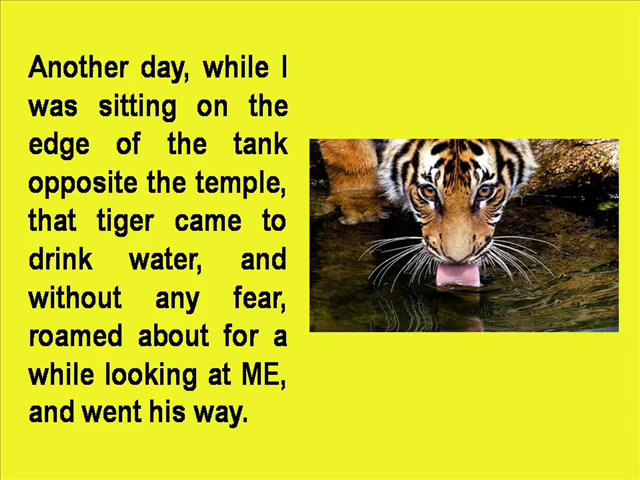 Another day, while I
was sitting on the
edge of the tank
opposite the temple,
that tiger came to
drink water, and
without any fear,
roamed about for a
while looking at ME,
and went his way.